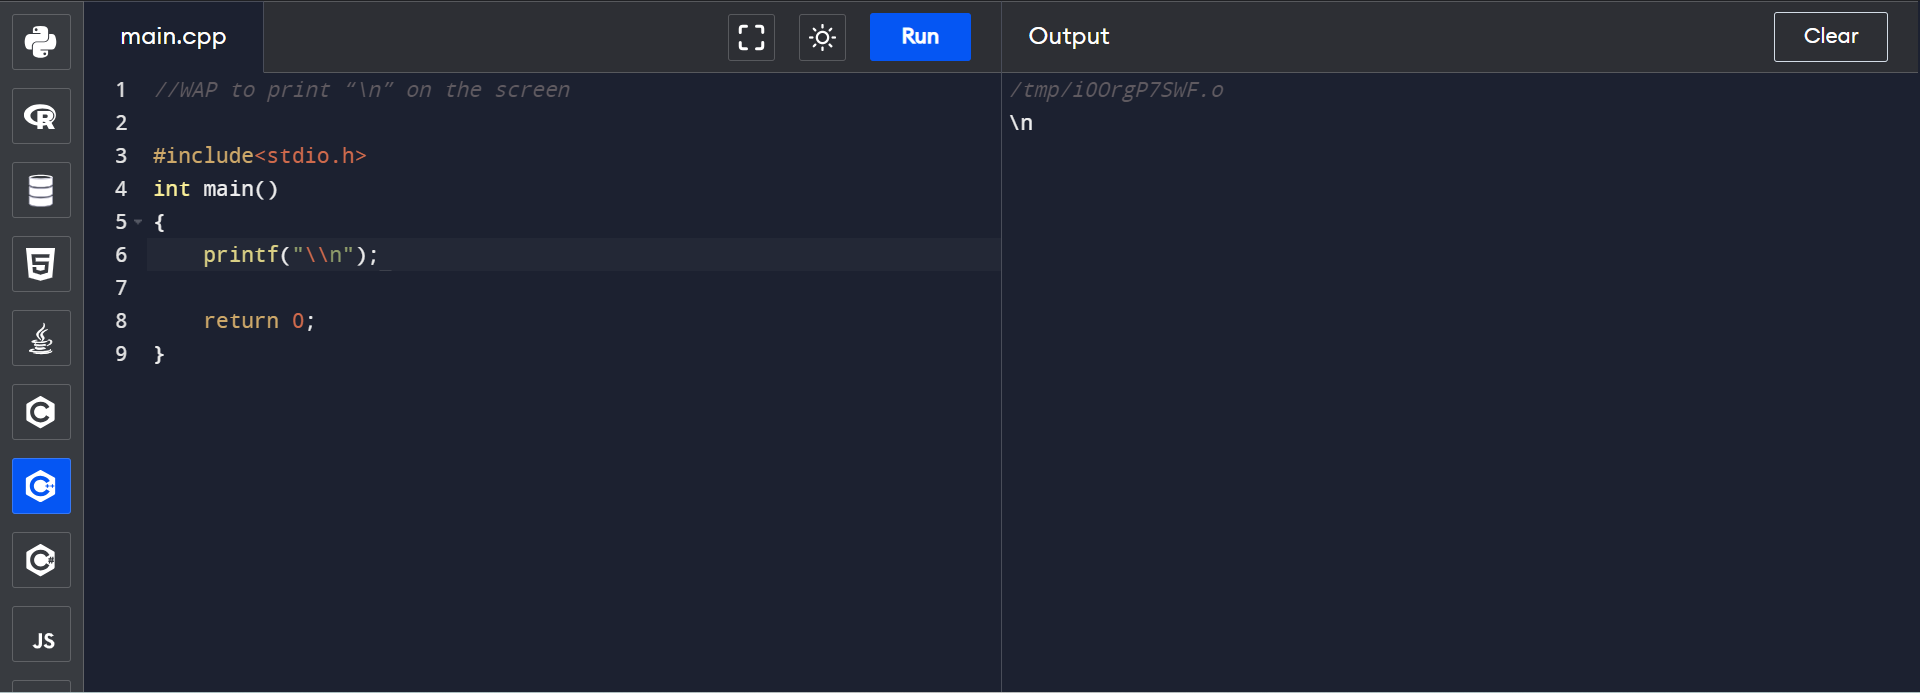 main.cpp
Run
Output
Clear
1 //WAP to print “\n” on the screen
2
3 #include<stdio.h>
4 int main()
5 {
6     printf("\\n");
7
8     return 0;
9 }
/tmp/iOOrgP7SWF.o
\n
R
5
C
C++
C#
JS